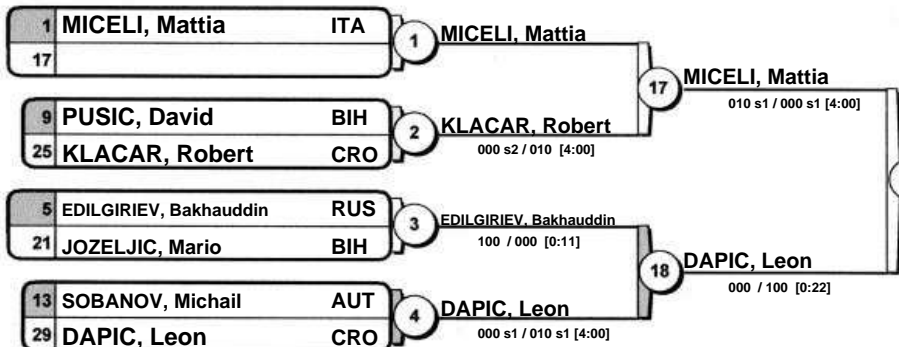 1 MICELI, Mattia ITA
17
1
MICELI, Mattia
9 PUSIC, David BIH
25 KLACAR, Robert CRO
2
KLACAR, Robert
000 s2 / 010 [4:00]
17
MICELI, Mattia
010 s1 / 000 s1 [4:00]
5 EDILGIRIEV, Bakhauddin RUS
21 JOZELJIC, Mario BIH
3
EDILGIRIEV, Bakhauddin
100 / 000 [0:11]
13 SOBANOV, Michail AUT
29 DAPIC, Leon CRO
4
DAPIC, Leon
000 s1 / 010 s1 [4:00]
18
DAPIC, Leon
000 / 100 [0:22]